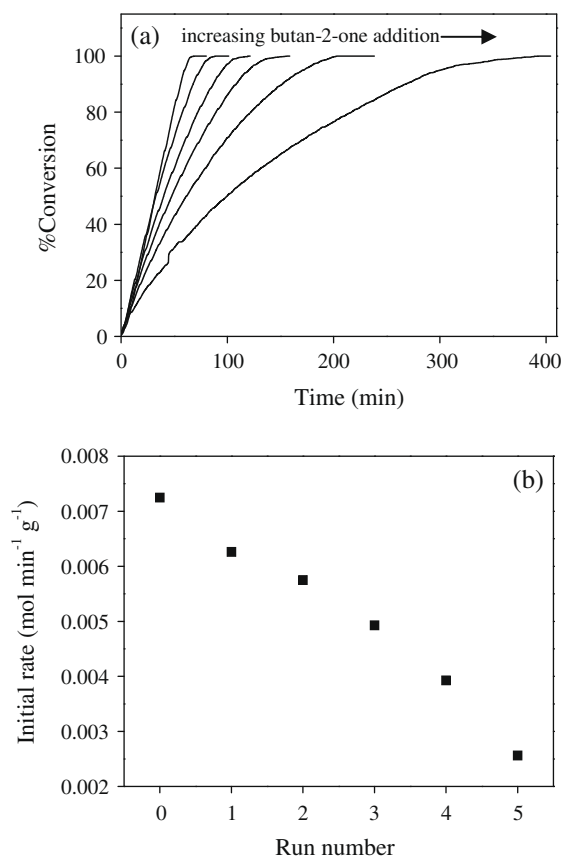 (a) increasing butan-2-one addition
100
80
60
40
20
0
%Conversion
0 100 200 300 400
Time (min)
(b)
0.008
0.007
0.006
0.005
0.004
0.003
0.002
Initial rate (mol min⁻¹ g⁻¹)
0 1 2 3 4 5
Run number